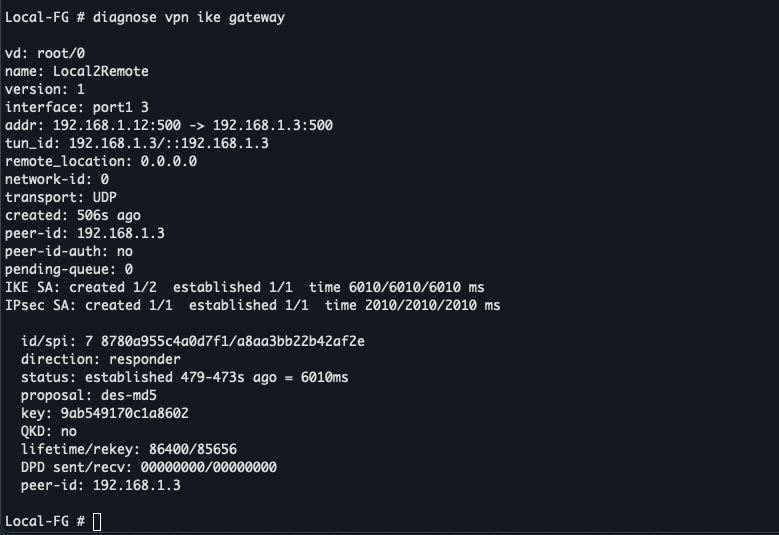 Local-FG # diagnose vpn ike gateway
vd: root/0
name: Local2Remote
version: 1
interface: port1 3
addr: 192.168.1.12:500 -> 192.168.1.3:500
tun_id: 192.168.1.3/::192.168.1.3
remote_location: 0.0.0.0
network-id: 0
transport: UDP
created: 506s ago
peer-id: 192.168.1.3
peer-id-auth: no
pending-queue: 0
IKE SA: created 1/2  established 1/1  time 6010/6010/6010 ms
IPsec SA: created 1/1  established 1/1  time 2010/2010/2010 ms
id/spi: 7 8780a955c4a0d7f1/a8aa3bb22b42af2e
direction: responder
status: established 479-473s ago = 6010ms
proposal: des-md5
key: 9ab549170c1a8602
QKD: no
lifetime/rekey: 86400/85656
DPD sent/recv: 00000000/00000000
peer-id: 192.168.1.3
Local-FG #